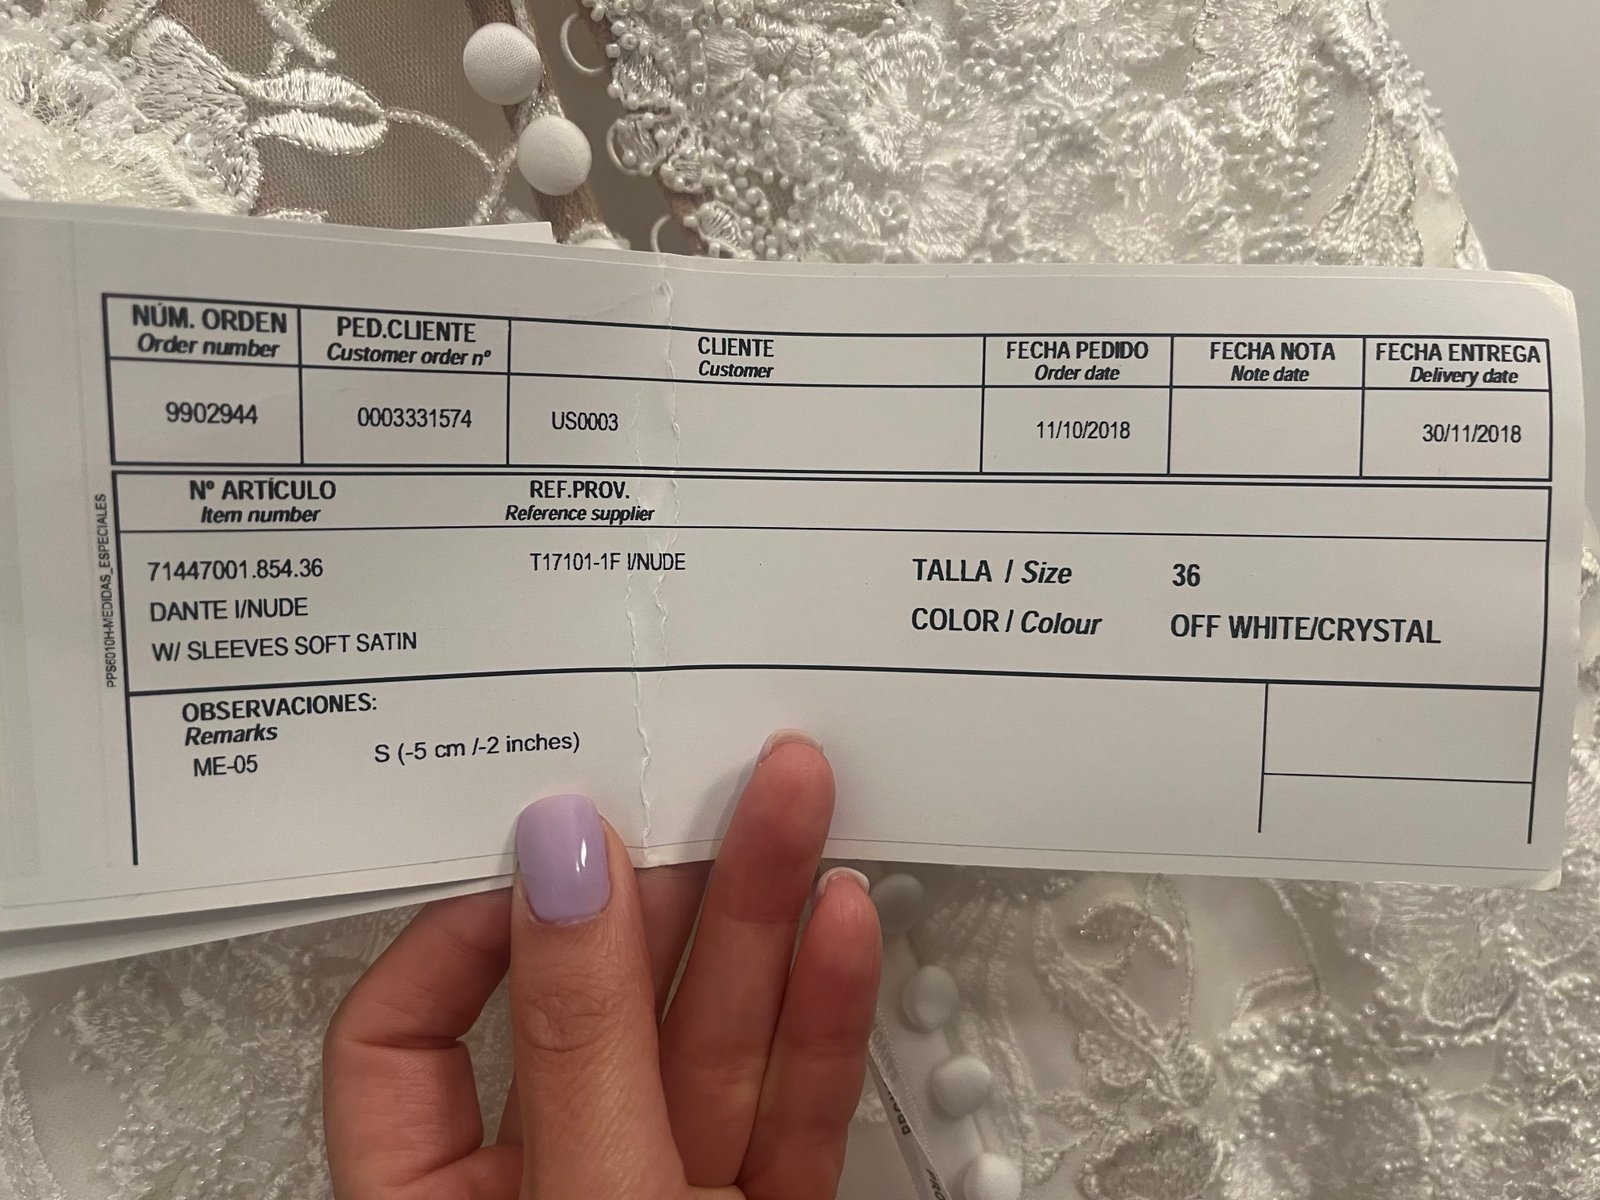 NÚM. ORDEN
Order number
PED.CLIENTE
Customer order nº
CLIENTE
Customer
FECHA PEDIDO
Order date
FECHA NOTA
Note date
FECHA ENTREGA
Delivery date
9902944
0003331574
US0003
11/10/2018
30/11/2018
Nº ARTÍCULO
Item number
REF.PROV.
Reference supplier
71447001.854.36
T17101-1F I/NUDE
DANTE I/NUDE
W/ SLEEVES SOFT SATIN
TALLA / Size 36
COLOR / Colour OFF WHITE/CRYSTAL
OBSERVACIONES:
Remarks
ME-05 S (-5 cm /-2 inches)
PPS6010H-MEDIDAS_ESPECIALES